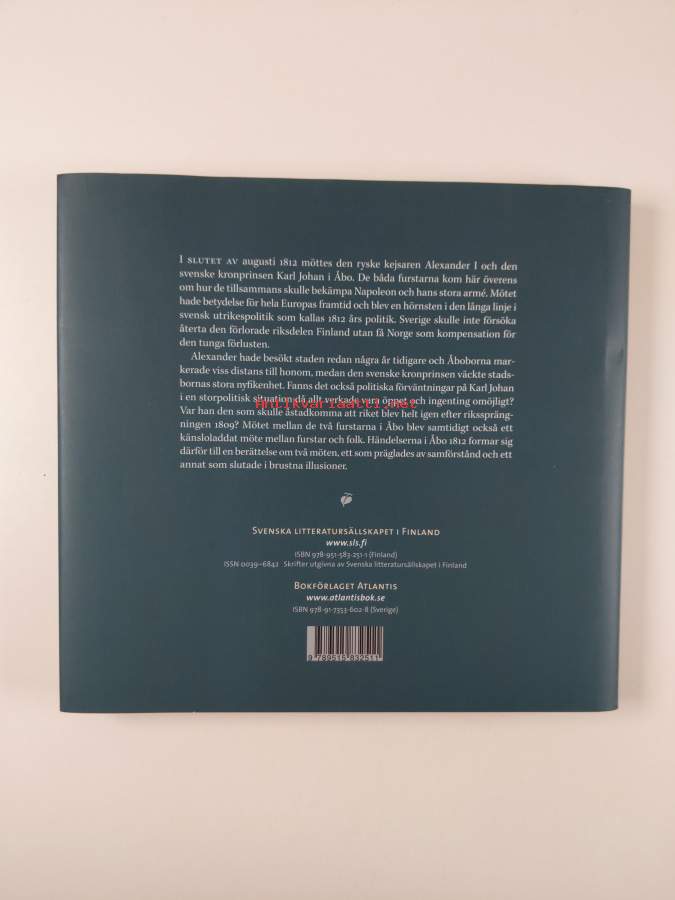 I SLUTET AV augusti 1812 möttes den ryske kejsaren Alexander I och den
svenske kronprinsen Karl Johan i Åbo. De båda furstarna kom här överens
om hur de tillsammans skulle bekämpa Napoleon och hans stora armé. Mötet
hade betydelse för hela Europas framtid och blev en hörnsten i den långa linje i
svensk utrikespolitik som kallas 1812 års politik. Sverige skulle inte försöka
återta den förlorade riksdelen Finland utan få Norge som kompensation för
den tunga förlusten.
Alexander hade besökt staden redan några år tidigare och Åboborna mar-
kerade viss distans till honom, medan den svenske kronprinsen väckte stads-
bornas stora nyfikenhet. Fanns det också politiska förväntningar på Karl Johan
i en storpolitisk situation då allt verkade vara öppet och ingenting omöjligt?
Antikvariaatti.net
Var han den som skulle åstadkomma att riket blev helt igen efter rikssspräng-
ningen 1809? Mötet mellan de två furstarna i Åbo blev samtidigt också ett
känsloladdat möte mellan furstar och folk. Händelserna i Åbo 1812 formar sig
därför till en berättelse om två möten, ett som präglades av samförstånd och ett
annat som slutade i brustna illusioner.
SVENSKA LITTERATURSÄLLSKAPET I FINLAND
www.sls.fi
ISBN 978-951-583-251-1 (Finland)
ISSN 0039–6842 Skrifter utgivna av Svenska litteratursällskapet i Finland
BOKFÖRLAGET ATLANTIS
www.atlantisbok.se
ISBN 978-91-7353-602-8 (Sverige)
9 789515 832511